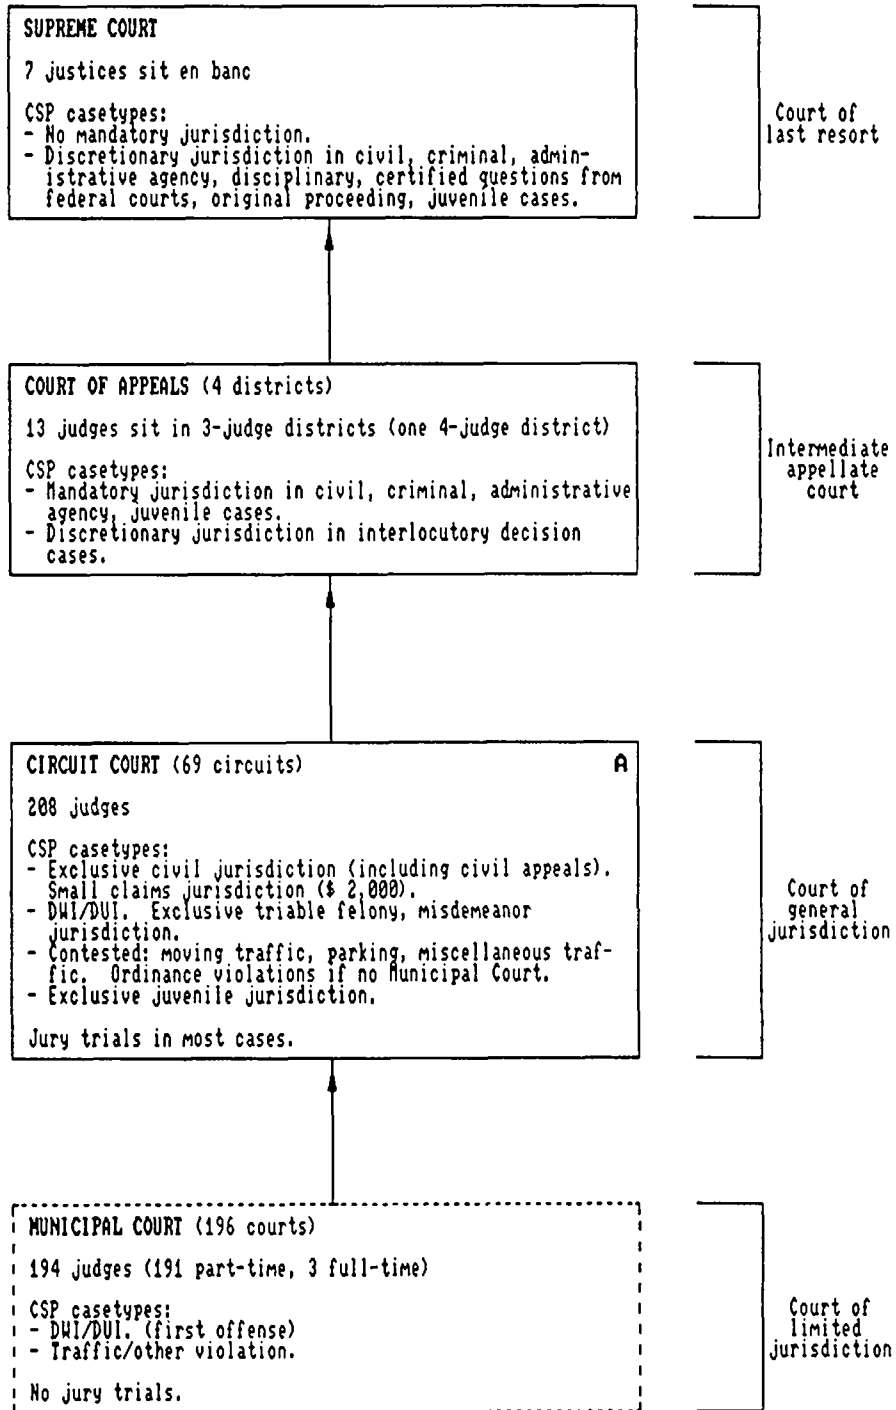 SUPREME COURT
7 justices sit en banc
CSP casetypes:
- No mandatory jurisdiction.
- Discretionary jurisdiction in civil, criminal, admin-
istrative agency, disciplinary, certified questions from
federal courts, original proceeding, juvenile cases.
Court of
last resort
COURT OF APPEALS (4 districts)
13 judges sit in 3-judge districts (one 4-judge district)
CSP casetypes:
- Mandatory jurisdiction in civil, criminal, administrative
agency, juvenile cases.
- Discretionary jurisdiction in interlocutory decision
cases.
Intermediate
appellate
court
CIRCUIT COURT (69 circuits) A
208 judges
CSP casetypes:
- Exclusive civil jurisdiction (including civil appeals).
Small claims jurisdiction ($ 2,000).
- DWI/DUI. Exclusive triable felony, misdemeanor
jurisdiction.
- Contested: moving traffic, parking, miscellaneous traf-
fic. Ordinance violations if no Municipal Court.
- Exclusive juvenile jurisdiction.
Jury trials in most cases.
Court of
general
jurisdiction
MUNICIPAL COURT (196 courts)
194 judges (191 part-time, 3 full-time)
CSP casetypes:
- DWI/DUI. (first offense)
- Traffic/other violation.
No jury trials.
Court of
limited
jurisdiction